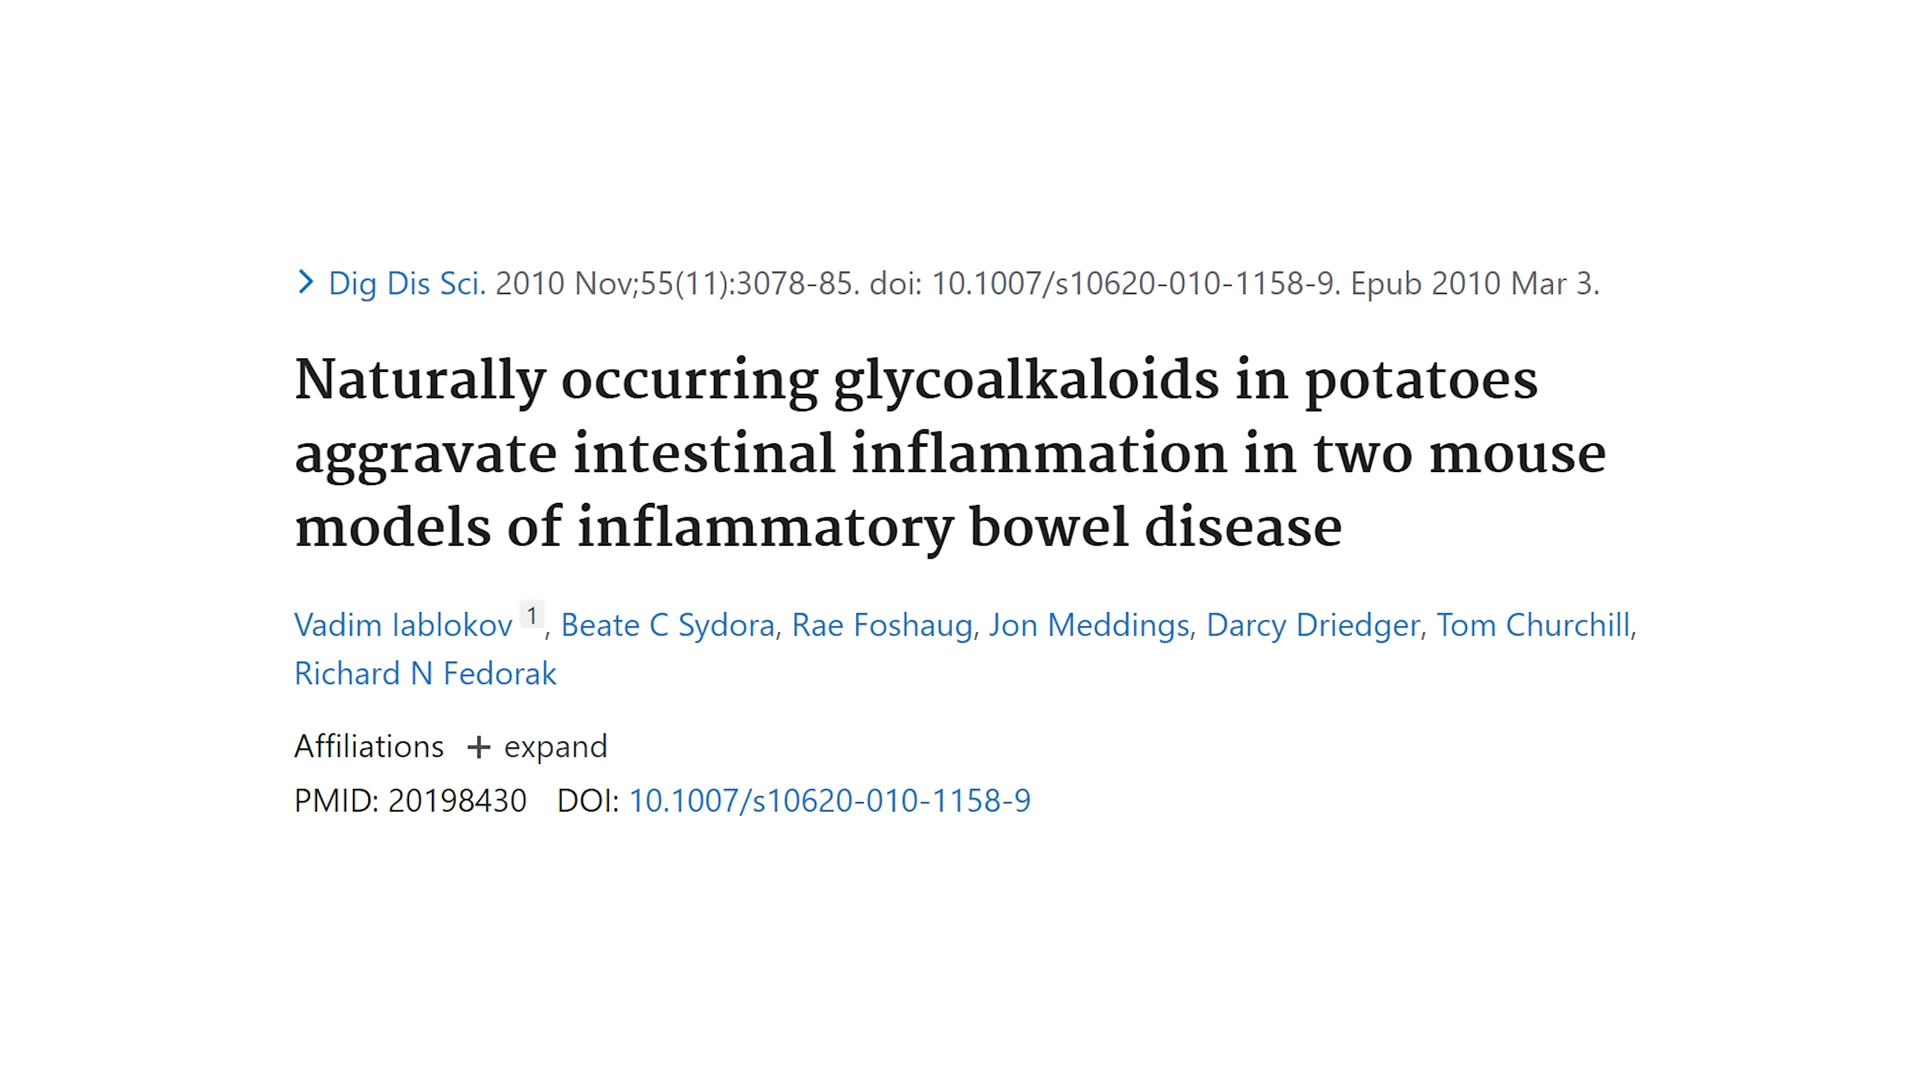 > Dig Dis Sci. 2010 Nov;55(11):3078-85. doi: 10.1007/s10620-010-1158-9. Epub 2010 Mar 3.
Naturally occurring glycoalkaloids in potatoes
aggravate intestinal inflammation in two mouse
models of inflammatory bowel disease
Vadim Iablokov 1, Beate C Sydora, Rae Foshaug, Jon Meddings, Darcy Driedger, Tom Churchill,
Richard N Fedorak
Affiliations + expand
PMID: 20198430 DOI: 10.1007/s10620-010-1158-9